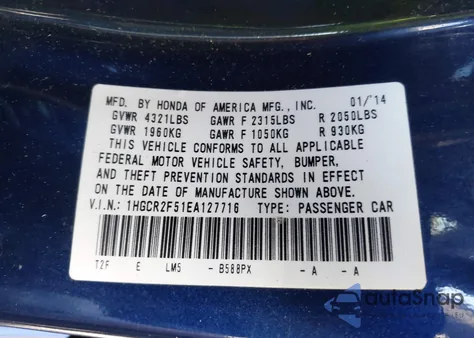 MFD. BY HONDA OF AMERICA MFG., INC. 01/'14
GVWR 4321LBS GAWR F 2315LBS R 2050LBS
GVWR 1960KG GAWR F 1050KG R 930KG
THIS VEHICLE CONFORMS TO ALL APPLICABLE
FEDERAL MOTOR VEHICLE SAFETY, BUMPER,
AND THEFT PREVENTION STANDARDS IN EFFECT
ON THE DATE OF MANUFACTURE SHOWN ABOVE.
V.I.N.: 1HGCR2F51EA127716 TYPE: PASSENGER CAR
T2F E LM5 - B588PX - A - A
autoSnap